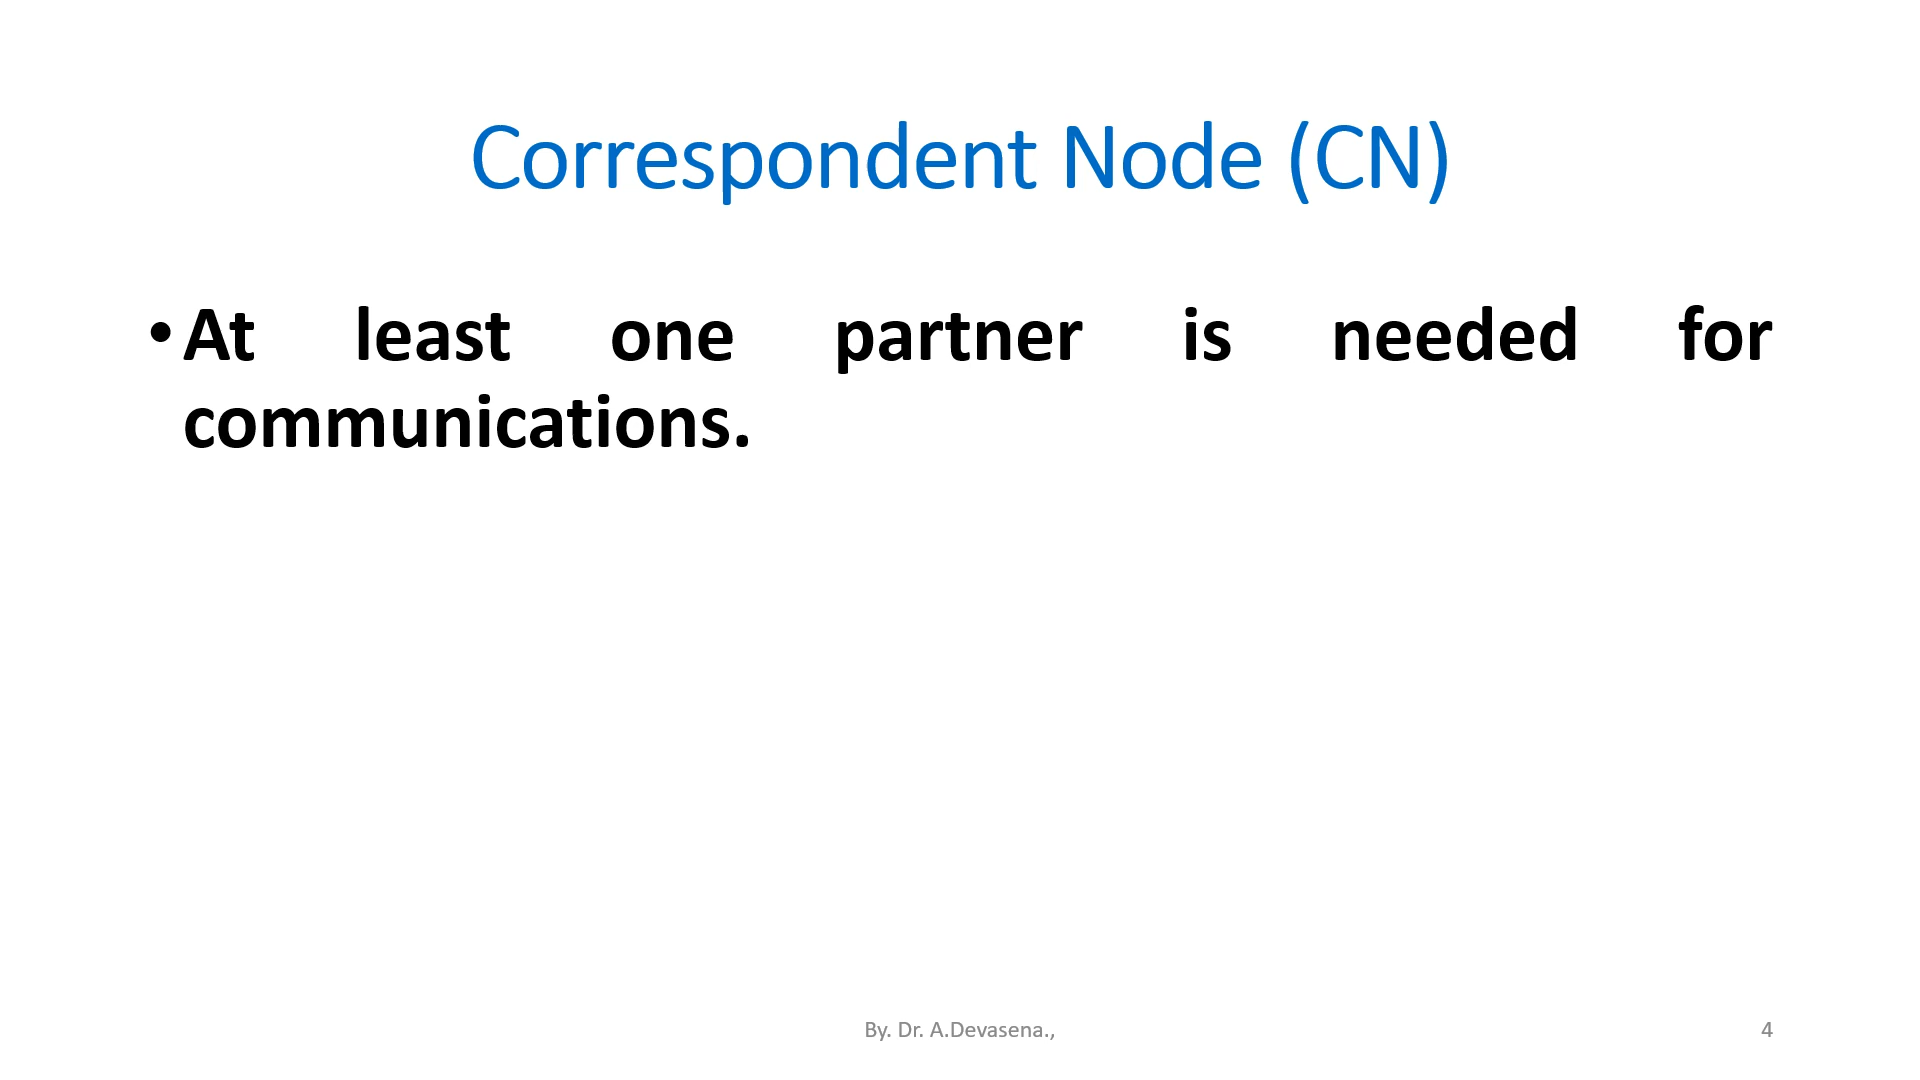 Correspondent Node (CN)
•At least one partner is needed for
communications.
By. Dr. A.Devasena.,
4